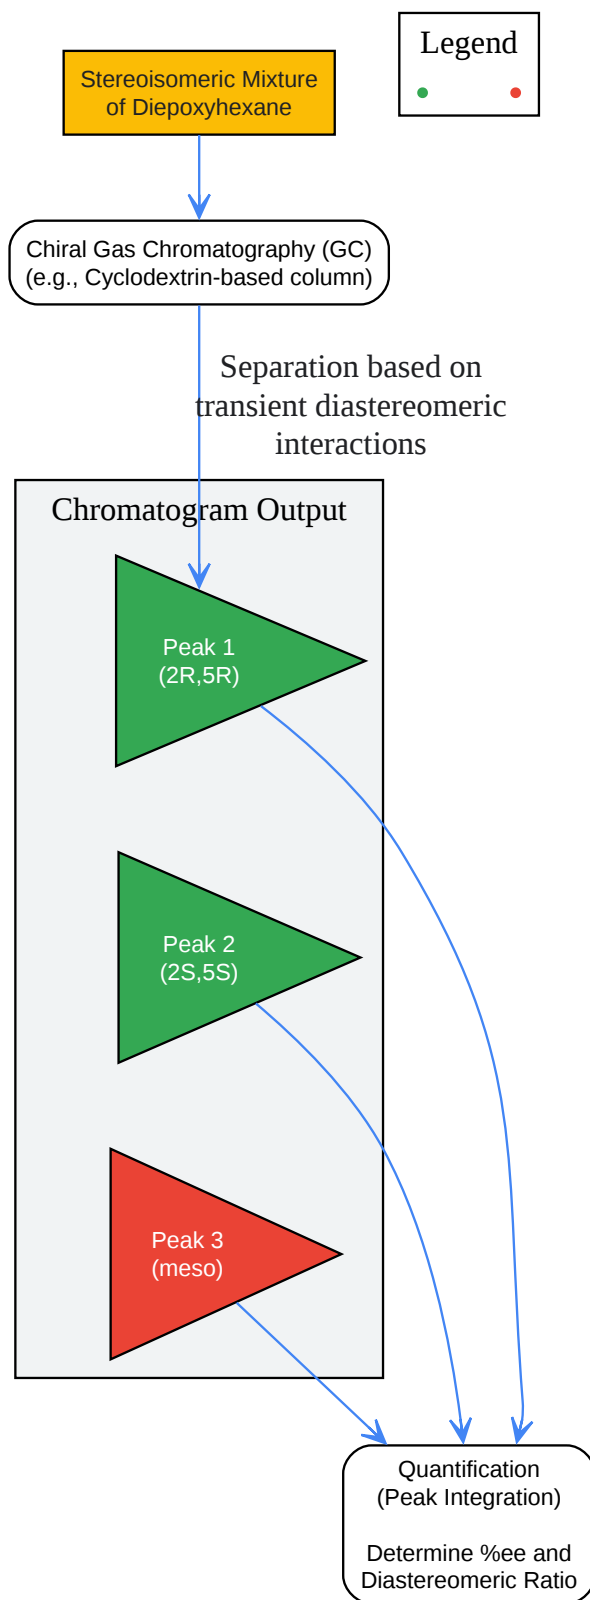 Legend
Stereoisomeric Mixture
of Diepoxyhexane
Chiral Gas Chromatography (GC)
(e.g., Cyclodextrin-based column)
Separation based on
transient diastereomeric
interactions
Chromatogram Output
Peak 1
(2R,5R)
Peak 2
(2S,5S)
Peak 3
(meso)
Quantification
(Peak Integration)
Determine %ee and
Diastereomeric Ratio